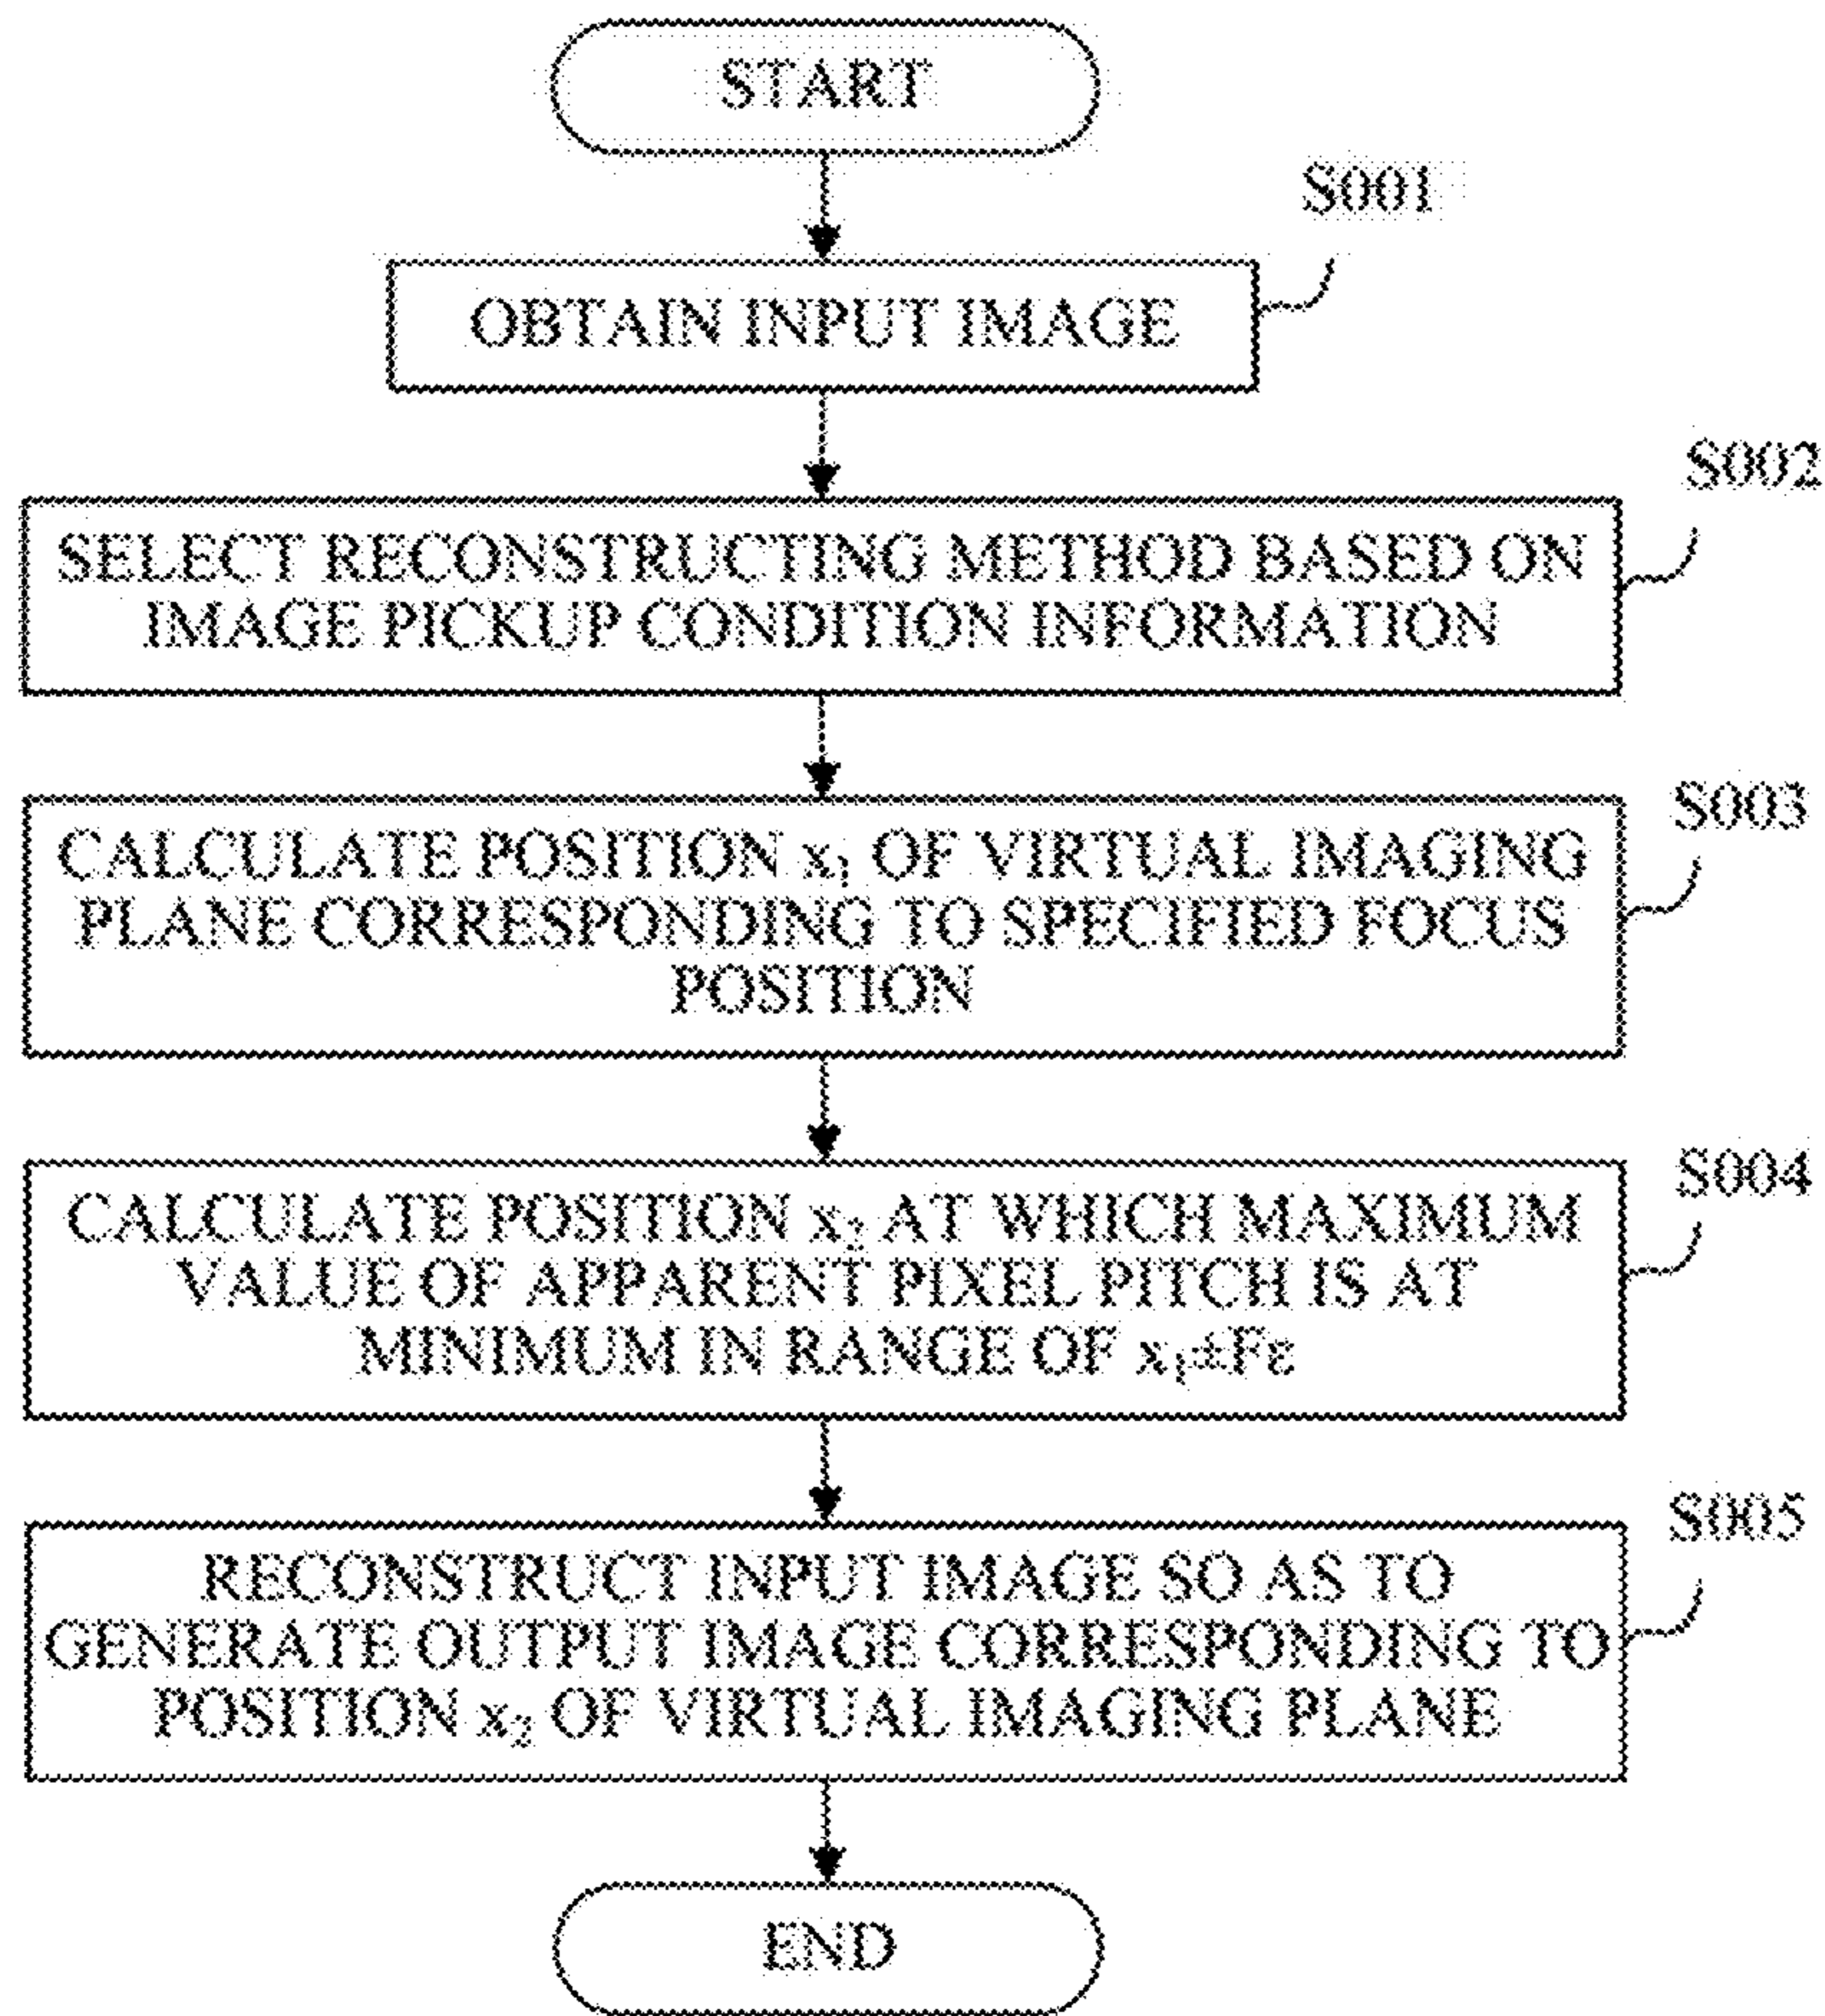 START
S001
OBTAIN INPUT IMAGE
S002
SELECT RECONSTRUCTING METHOD BASED ON
IMAGE PICKUP CONDITION INFORMATION
S003
CALCULATE POSITION x₁ OF VIRTUAL IMAGING
PLANE CORRESPONDING TO SPECIFIED FOCUS
POSITION
S004
CALCULATE POSITION x₂ AT WHICH MAXIMUM
VALUE OF APPARENT PIXEL PITCH IS AT
MINIMUM IN RANGE OF x₁±Fε
S005
RECONSTRUCT INPUT IMAGE SO AS TO
GENERATE OUTPUT IMAGE CORRESPONDING TO
POSITION x₂ OF VIRTUAL IMAGING PLANE
END